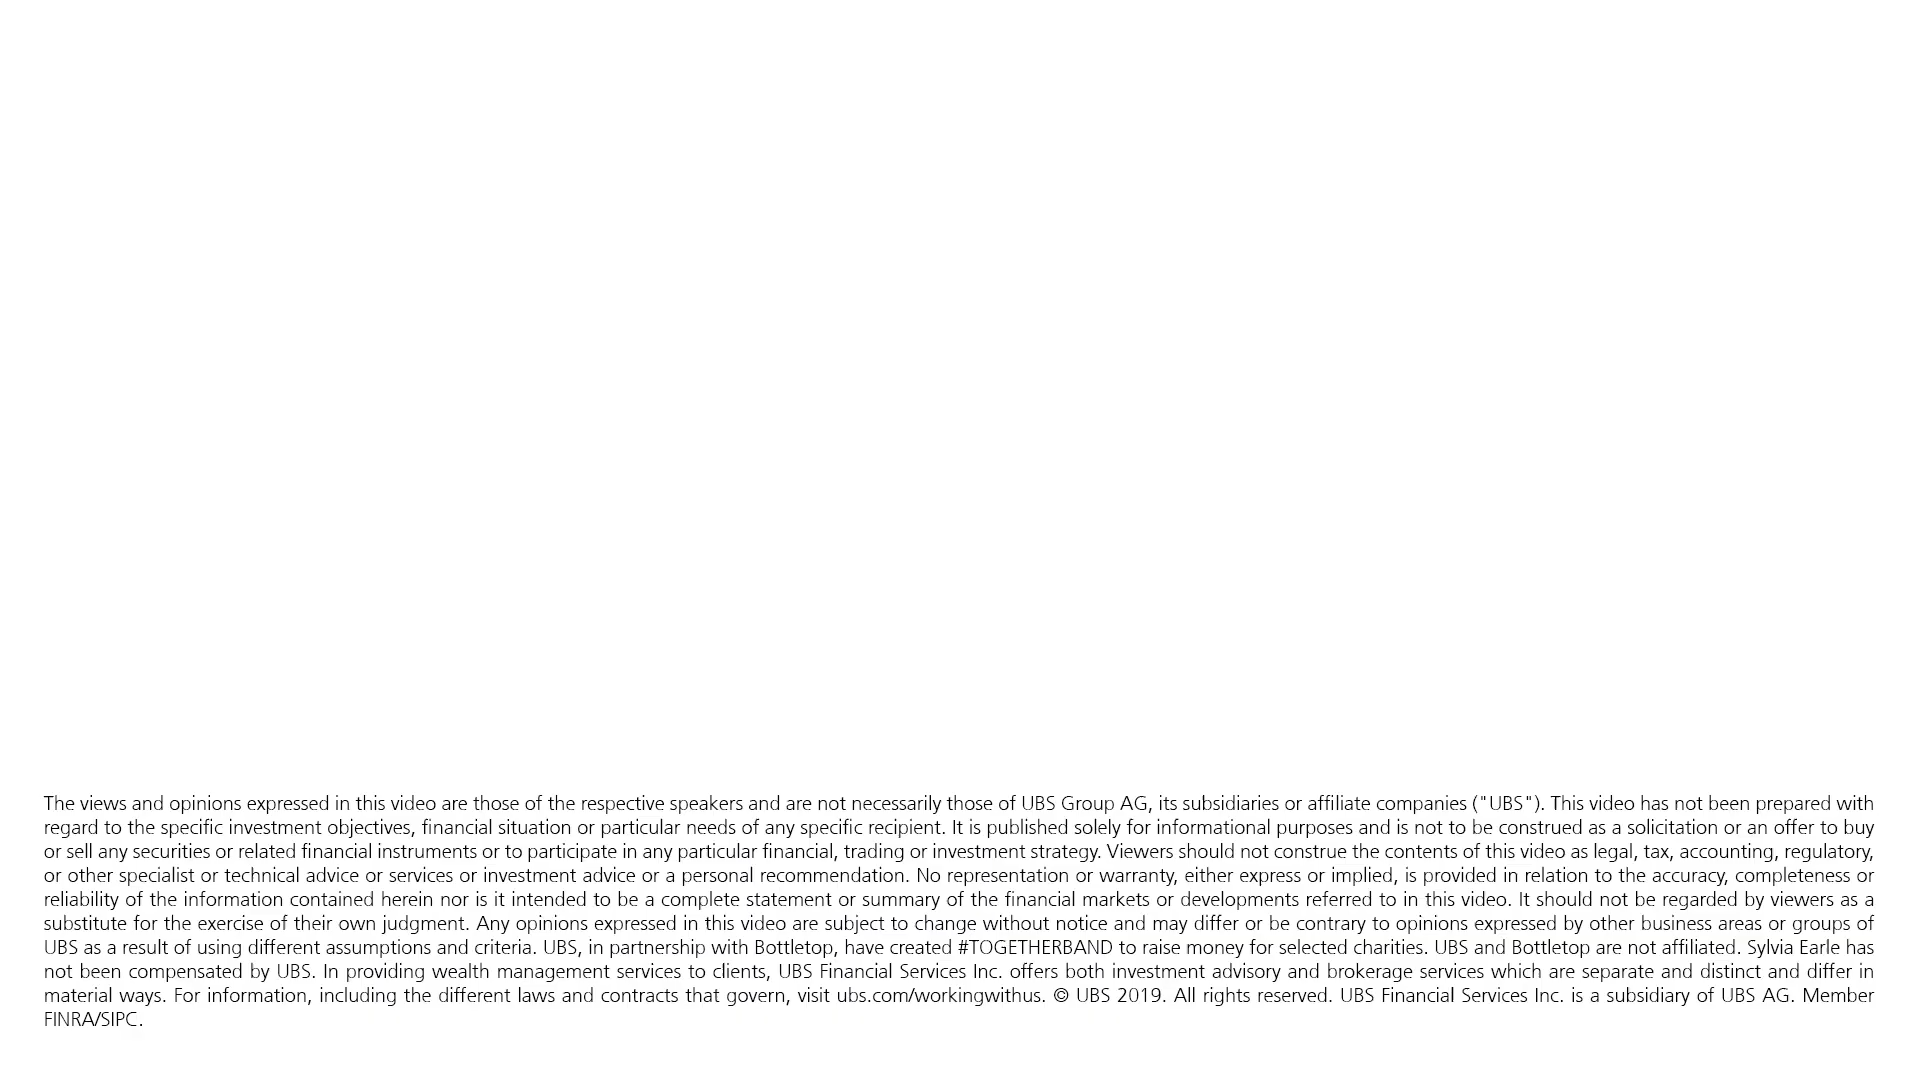 The views and opinions expressed in this video are those of the respective speakers and are not necessarily those of UBS Group AG, its subsidiaries or affiliate companies ("UBS"). This video has not been prepared with
regard to the specific investment objectives, financial situation or particular needs of any specific recipient. It is published solely for informational purposes and is not to be construed as a solicitation or an offer to buy
or sell any securities or related financial instruments or to participate in any particular financial, trading or investment strategy. Viewers should not construe the contents of this video as legal, tax, accounting, regulatory,
or other specialist or technical advice or services or investment advice or a personal recommendation. No representation or warranty, either express or implied, is provided in relation to the accuracy, completeness or
reliability of the information contained herein nor is it intended to be a complete statement or summary of the financial markets or developments referred to in this video. It should not be regarded by viewers as a
substitute for the exercise of their own judgment. Any opinions expressed in this video are subject to change without notice and may differ or be contrary to opinions expressed by other business areas or groups of
UBS as a result of using different assumptions and criteria. UBS, in partnership with Bottletop, have created #TOGETHERBAND to raise money for selected charities. UBS and Bottletop are not affiliated. Sylvia Earle has
not been compensated by UBS. In providing wealth management services to clients, UBS Financial Services Inc. offers both investment advisory and brokerage services which are separate and distinct and differ in
material ways. For information, including the different laws and contracts that govern, visit ubs.com/workingwithus. © UBS 2019. All rights reserved. UBS Financial Services Inc. is a subsidiary of UBS AG. Member
FINRA/SIPC.